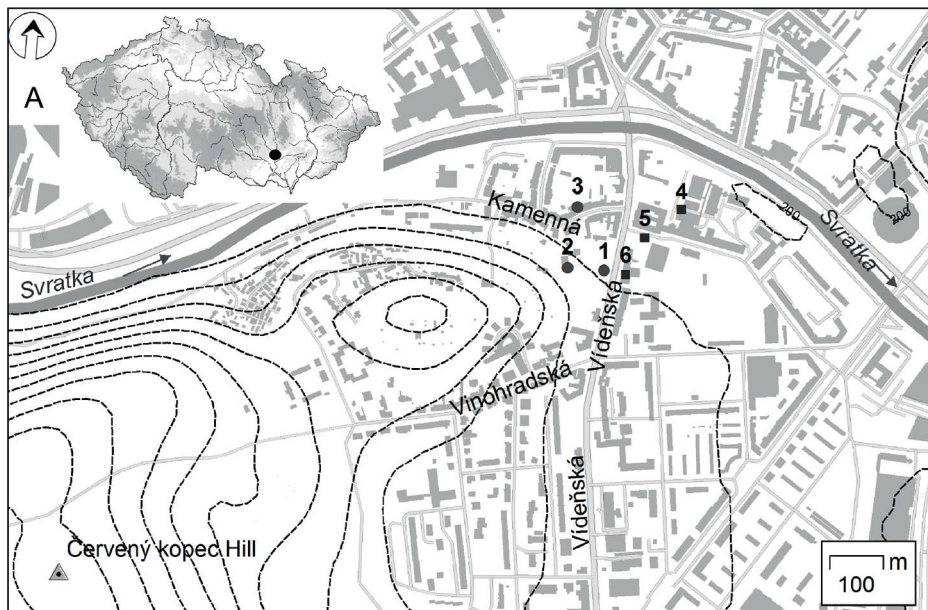 A
3
4
Kamenná
5
200
200
2
1
6
Svratka
Svratka
Vídeňská
Vinohradská
Vídeňská
Červený kopec Hill
m
100